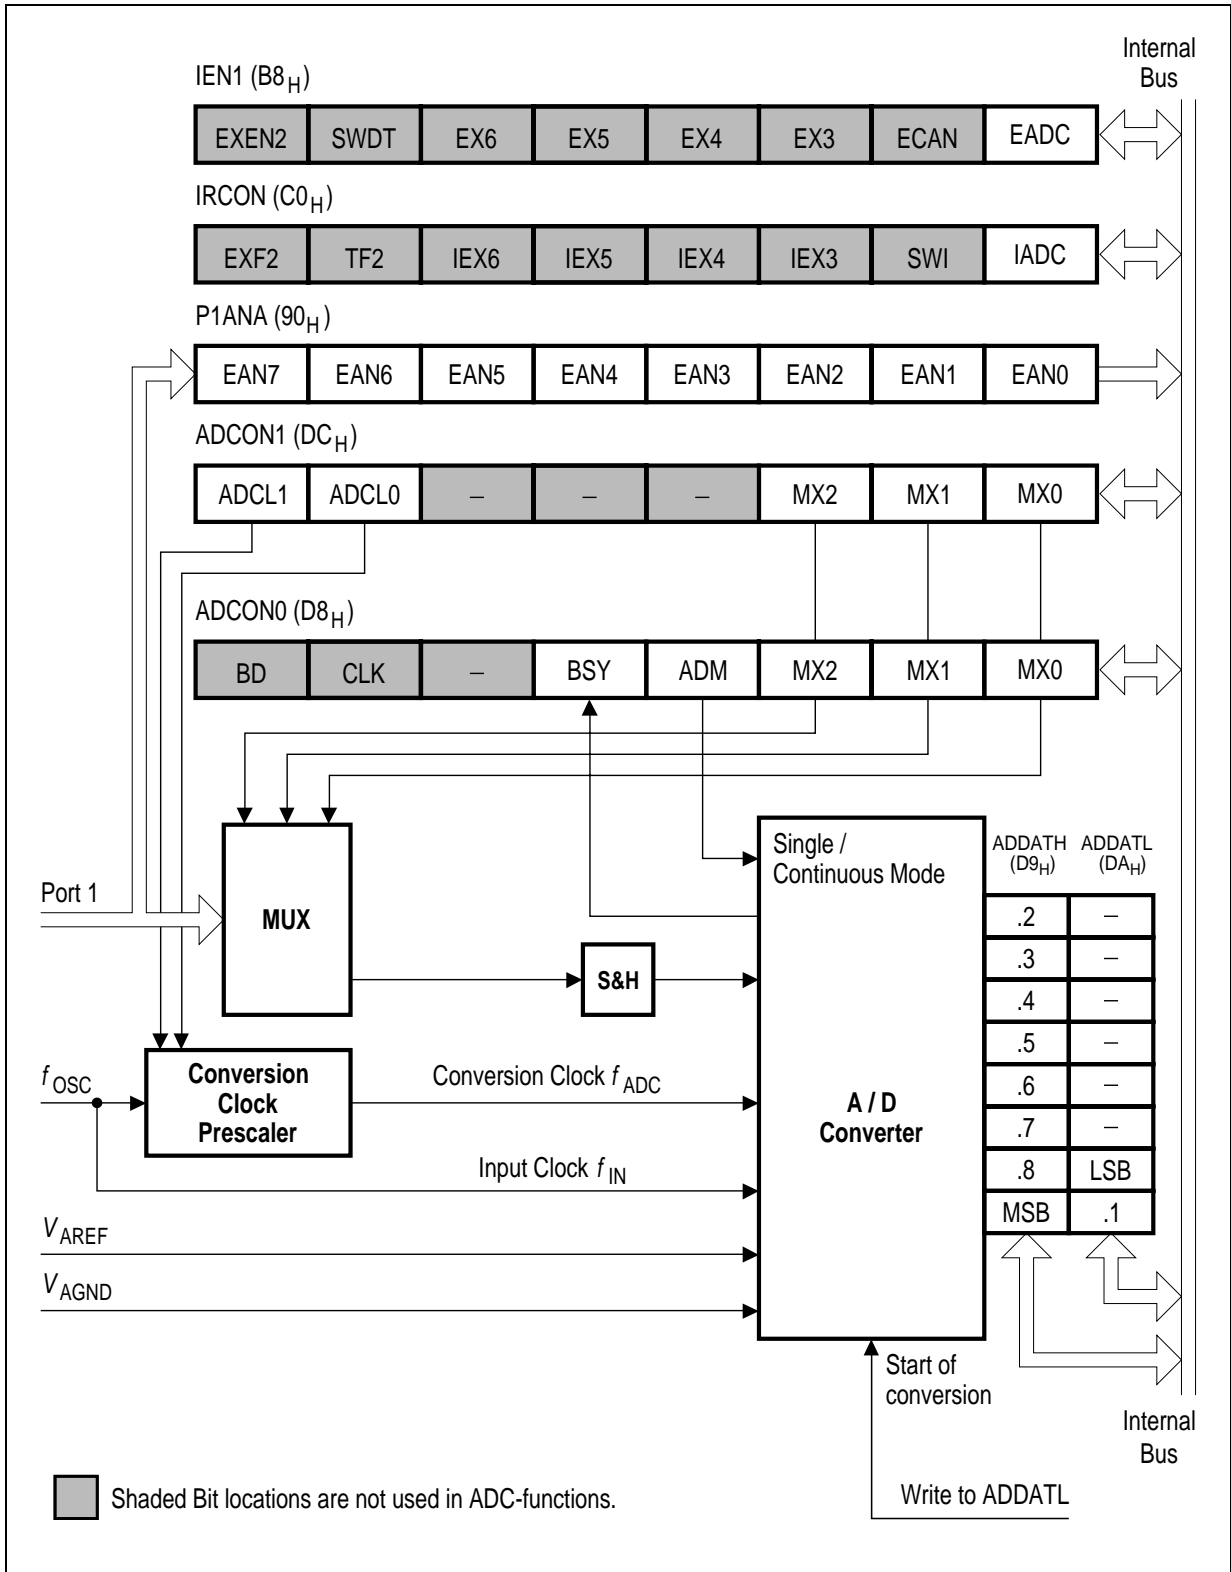 Internal
Bus
IEN1 (B8H)
EXEN2 SWDT EX6 EX5 EX4 EX3 ECAN EADC
IRCON (C0H)
EXF2 TF2 IEX6 IEX5 IEX4 IEX3 SWI IADC
P1ANA (90H)
EAN7 EAN6 EAN5 EAN4 EAN3 EAN2 EAN1 EAN0
ADCON1 (DCH)
ADCL1 ADCL0 – – – MX2 MX1 MX0
ADCON0 (D8H)
BD CLK – BSY ADM MX2 MX1 MX0
Single /
Continuous Mode
ADDATH ADDATL
(D9H) (DAH)
Port 1
MUX
S&H
.2 –
.3 –
.4 –
.5 –
.6 –
.7 –
.8 LSB
MSB .1
fOSC
Conversion
Clock
Prescaler
Conversion Clock fADC
A / D
Converter
Input Clock fIN
VAREF
VAGND
Start of
conversion
Internal
Bus
Write to ADDATL
Shaded Bit locations are not used in ADC-functions.